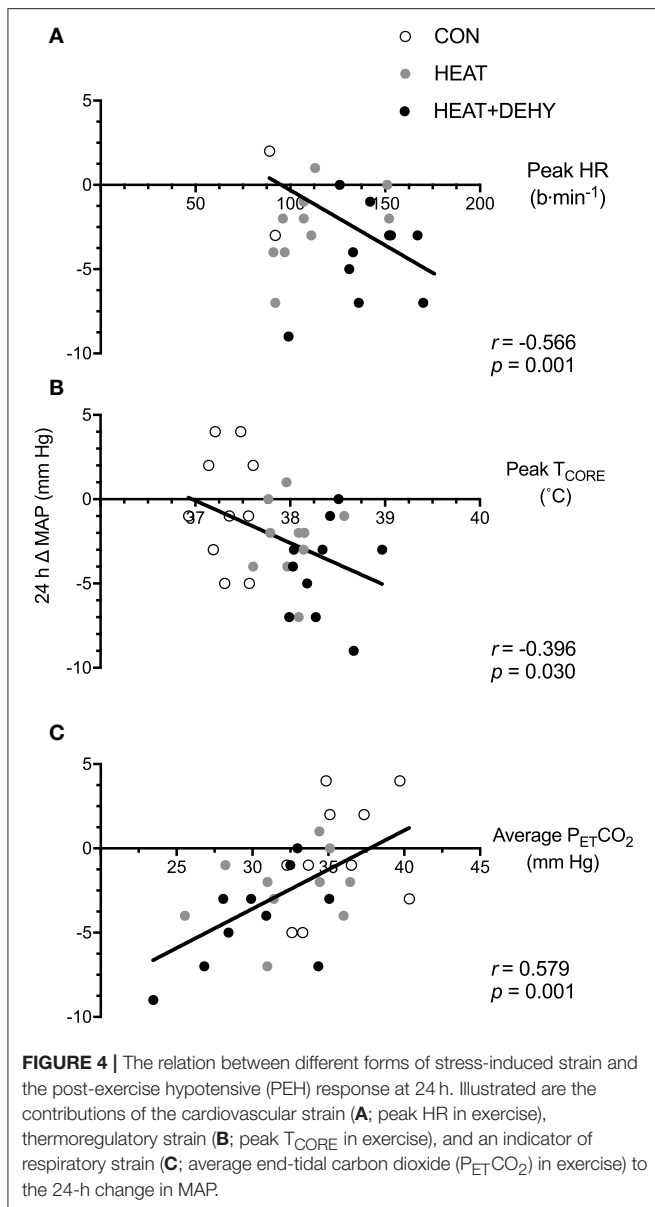 A
CON
HEAT
HEAT+DEHY
5
0
-5
-10
50
100
150
200
Peak HR
(b·min-1)
r = -0.566
p = 0.001
B
24 h Δ MAP (mm Hg)
5
0
-5
-10
37
38
39
40
Peak TCORE
(˚C)
r = -0.396
p = 0.030
C
5
0
-5
-10
25
30
35
40
45
Average PETCO2
(mm Hg)
r = 0.579
p = 0.001
FIGURE 4 | The relation between different forms of stress-induced strain and
the post-exercise hypotensive (PEH) response at 24 h. Illustrated are the
contributions of the cardiovascular strain (A; peak HR in exercise),
thermoregulatory strain (B; peak TCORE in exercise), and an indicator of
respiratory strain (C; average end-tidal carbon dioxide (PETCO2) in exercise) to
the 24-h change in MAP.